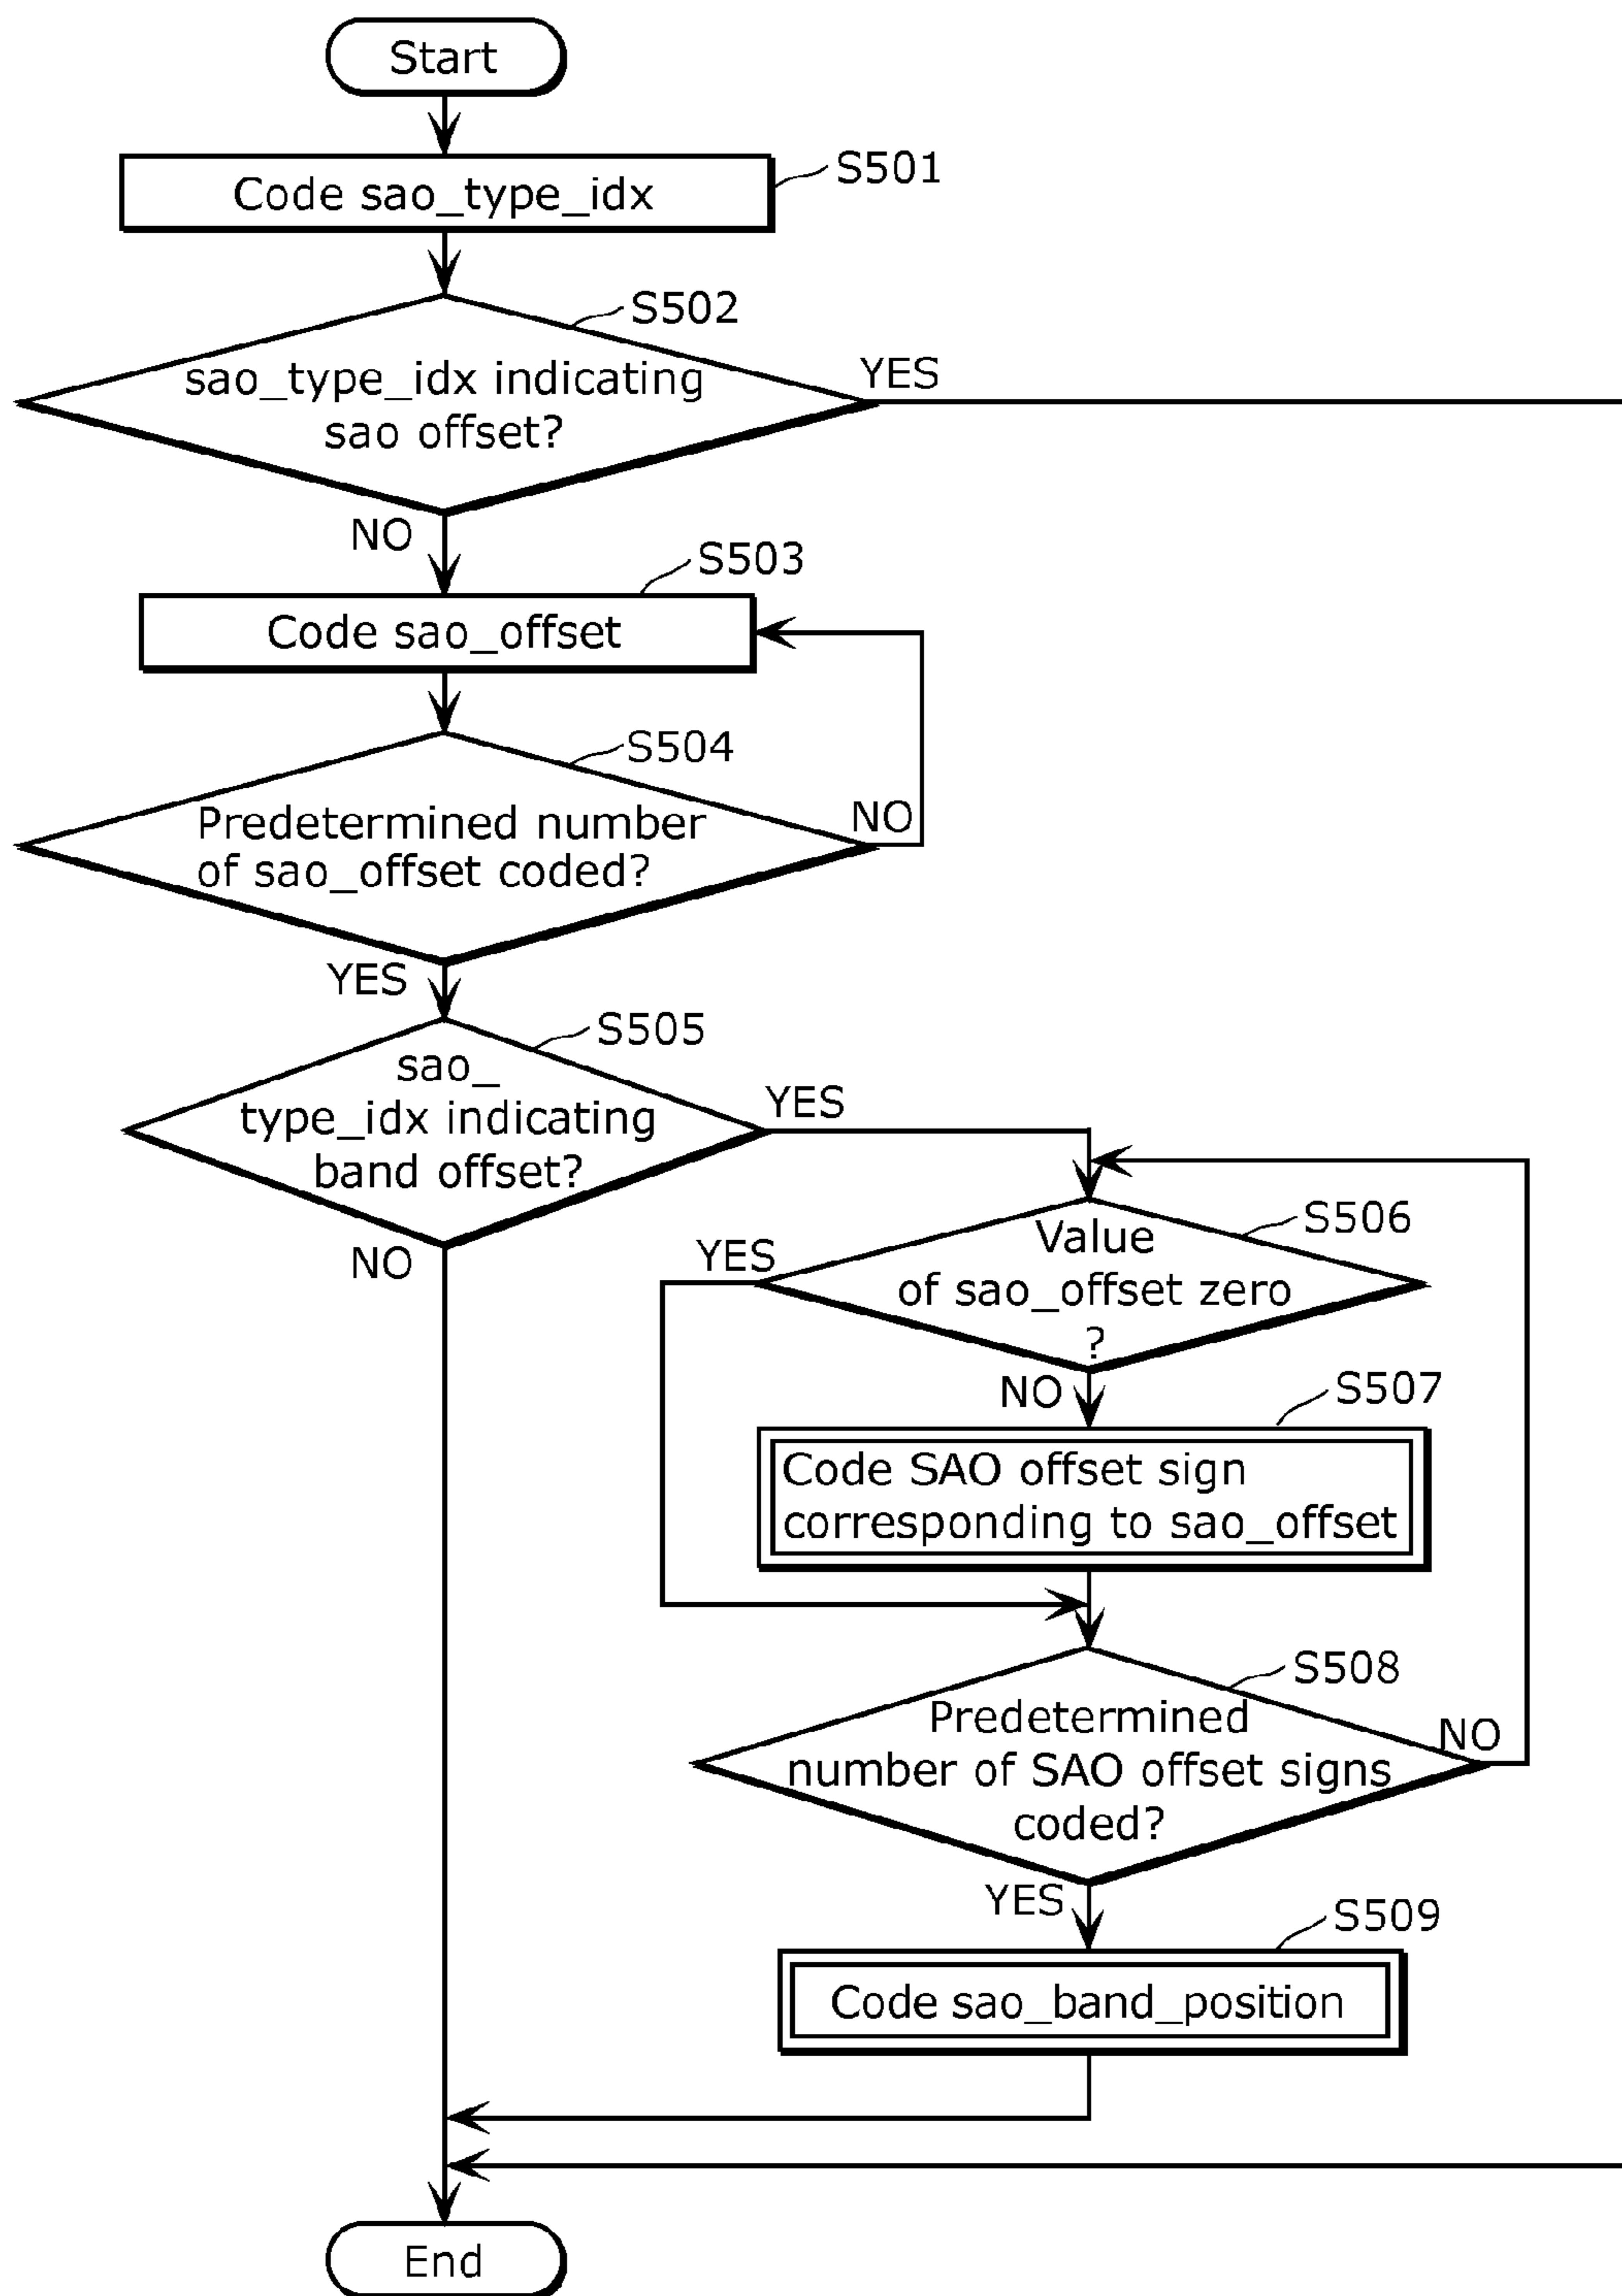 Start
Code sao_type_idx
S501
S502
sao_type_idx indicating
sao offset?
YES
NO
S503
Code sao_offset
S504
Predetermined number
of sao_offset coded?
NO
YES
S505
sao_
type_idx indicating
band offset?
YES
NO
S506
Value
of sao_offset zero
?
YES
NO
S507
Code SAO offset sign
corresponding to sao_offset
S508
Predetermined
number of SAO offset signs
coded?
NO
YES
S509
Code sao_band_position
End